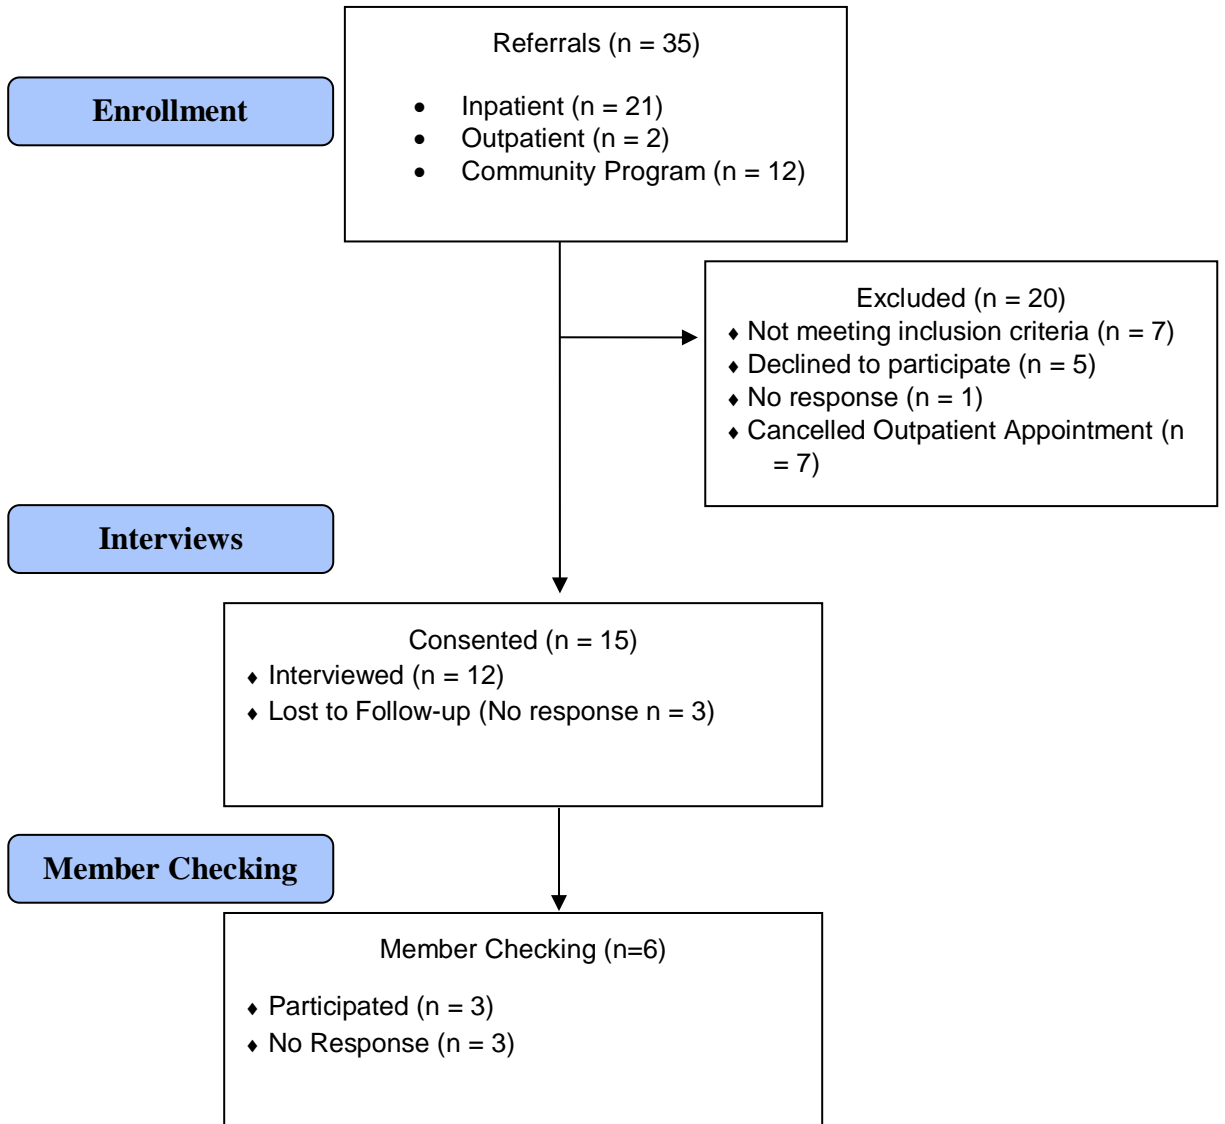 Referrals (n = 35)
Enrollment
• Inpatient (n = 21)
• Outpatient (n = 2)
• Community Program (n = 12)
Excluded (n = 20)
♦ Not meeting inclusion criteria (n = 7)
♦ Declined to participate (n = 5)
♦ No response (n = 1)
♦ Cancelled Outpatient Appointment (n
= 7)
Interviews
Consented (n = 15)
♦ Interviewed (n = 12)
♦ Lost to Follow-up (No response n = 3)
Member Checking
Member Checking (n=6)
♦ Participated (n = 3)
♦ No Response (n = 3)